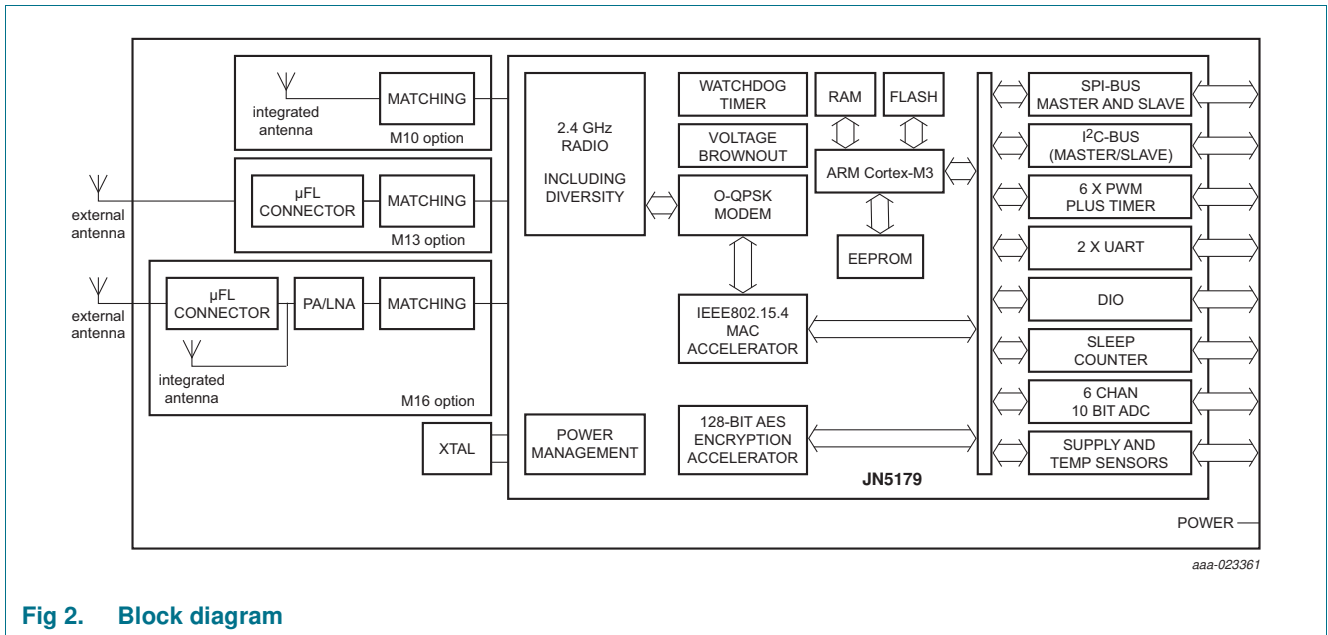 integrated
antenna
MATCHING
M10 option
external
antenna
µFL
CONNECTOR
MATCHING
M13 option
external
antenna
µFL
CONNECTOR
PA/LNA
MATCHING
integrated
antenna
M16 option
XTAL
2.4 GHz
RADIO
INCLUDING
DIVERSITY
POWER
MANAGEMENT
WATCHDOG
TIMER
VOLTAGE
BROWNOUT
O-QPSK
MODEM
IEEE802.15.4
MAC
ACCELERATOR
128-BIT AES
ENCRYPTION
ACCELERATOR
RAM
FLASH
ARM Cortex-M3
EEPROM
JN5179
SPI-BUS
MASTER AND SLAVE
I²C-BUS
(MASTER/SLAVE)
6 X PWM
PLUS TIMER
2 X UART
DIO
SLEEP
COUNTER
6 CHAN
10 BIT ADC
SUPPLY AND
TEMP SENSORS
POWER
aaa-023361
Fig 2. Block diagram